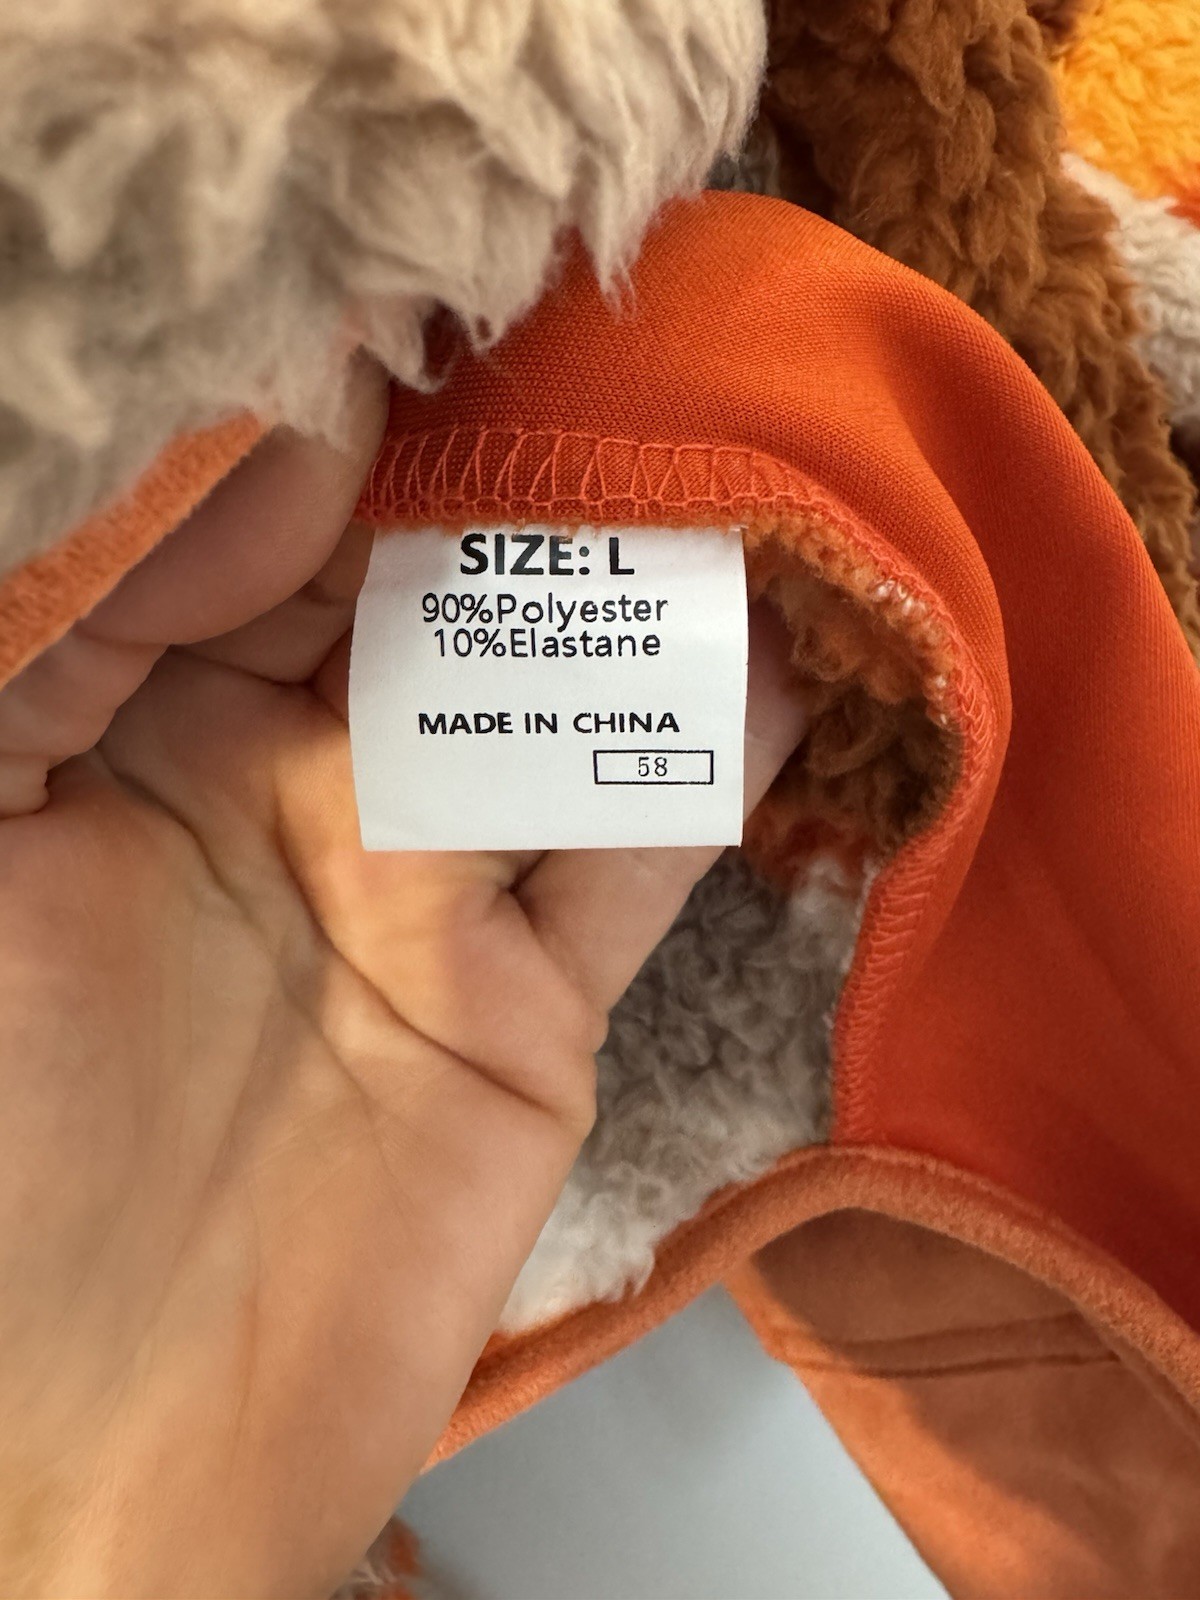 SIZE: L
90%Polyester
10%Elastane
MADE IN CHINA
58